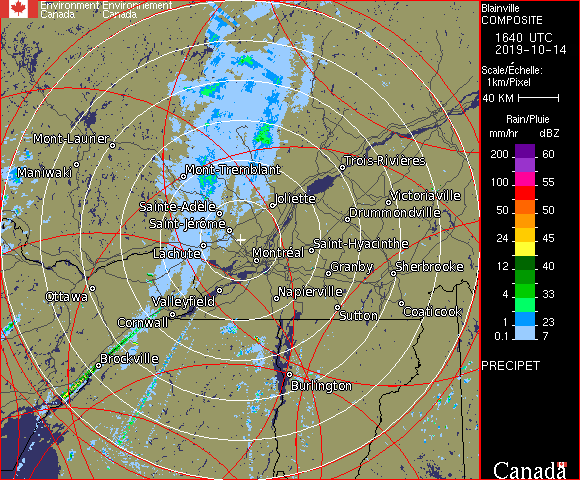 Environment Environnement
Canada Canada
Blainville
COMPOSITE
1640 UTC
2019-10-14
Scale/Échelle:
1km/Pixel
40 KM
Rain/Pluie
mm/hr dBZ
200 60
100 55
50 50
24 45
12 40
4 33
1 23
0.1 7
PRECIPET
Canada
Mont-Laurier
Maniwaki
Mont-Tremblant
Trois-Rivières
Sainte-Adèle
Joliette
Victoriaville
Drummondville
Saint-Jérôme
Lachute
Montréal
Saint-Hyacinthe
Granby
Sherbrooke
Ottawa
Valleyfield
Napierville
Cornwall
Sutton
Coaticook
Brockville
Burlington